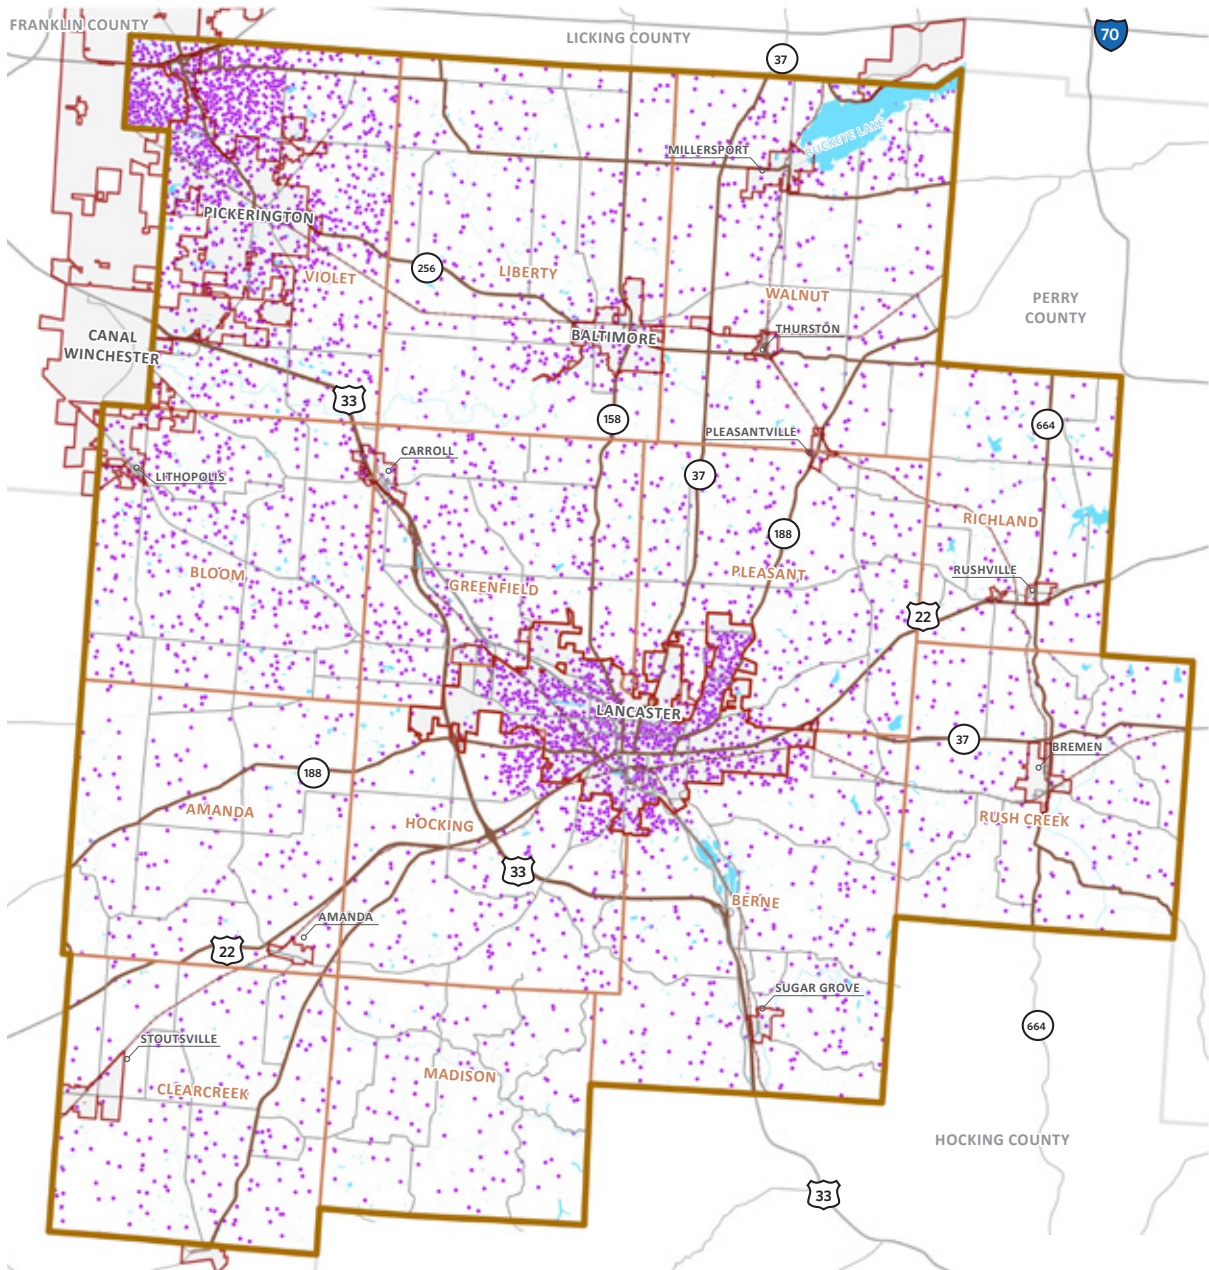 FRANKLIN COUNTY
LICKING COUNTY
70
37
BUCKEYE LAKE
MILLERSPORT
PICKERINGTON
256
LIBERTY
VIOLET
WALNUT
PERRY
COUNTY
THURSTON
CANAL
WINCHESTER
BALTIMORE
33
158
664
PLEASANTVILLE
CARROLL
LITHOPOLIS
37
RICHLAND
188
BLOOM
GREENFIELD
PLEASANT
RUSHVILLE
22
LANCASTER
37
BREMEN
188
AMANDA
HOCKING
RUSH CREEK
33
BERNE
AMANDA
22
SUGAR GROVE
664
STOUTSVILLE
MADISON
CLEARCREEK
HOCKING COUNTY
33